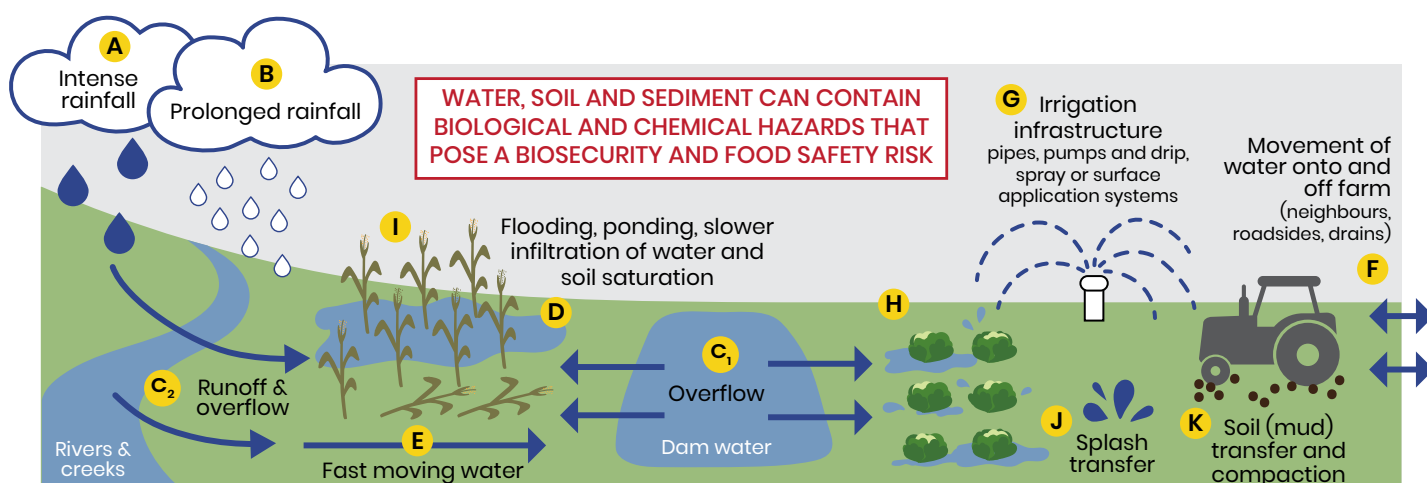 A
Intense
rainfall
B
Prolonged rainfall
WATER, SOIL AND SEDIMENT CAN CONTAIN
BIOLOGICAL AND CHEMICAL HAZARDS THAT
POSE A BIOSECURITY AND FOOD SAFETY RISK
G Irrigation
infrastructure
pipes, pumps and drip,
spray or surface
application systems
Movement of
water onto and
off farm
(neighbours,
roadsides, drains)
F
I
Flooding, ponding, slower
infiltration of water and
soil saturation
D
H
C₁
Overflow
Dam water
C₂ Runoff &
overflow
Rivers &
creeks
E
Fast moving water
J Splash
transfer
K Soil (mud)
transfer and
compaction